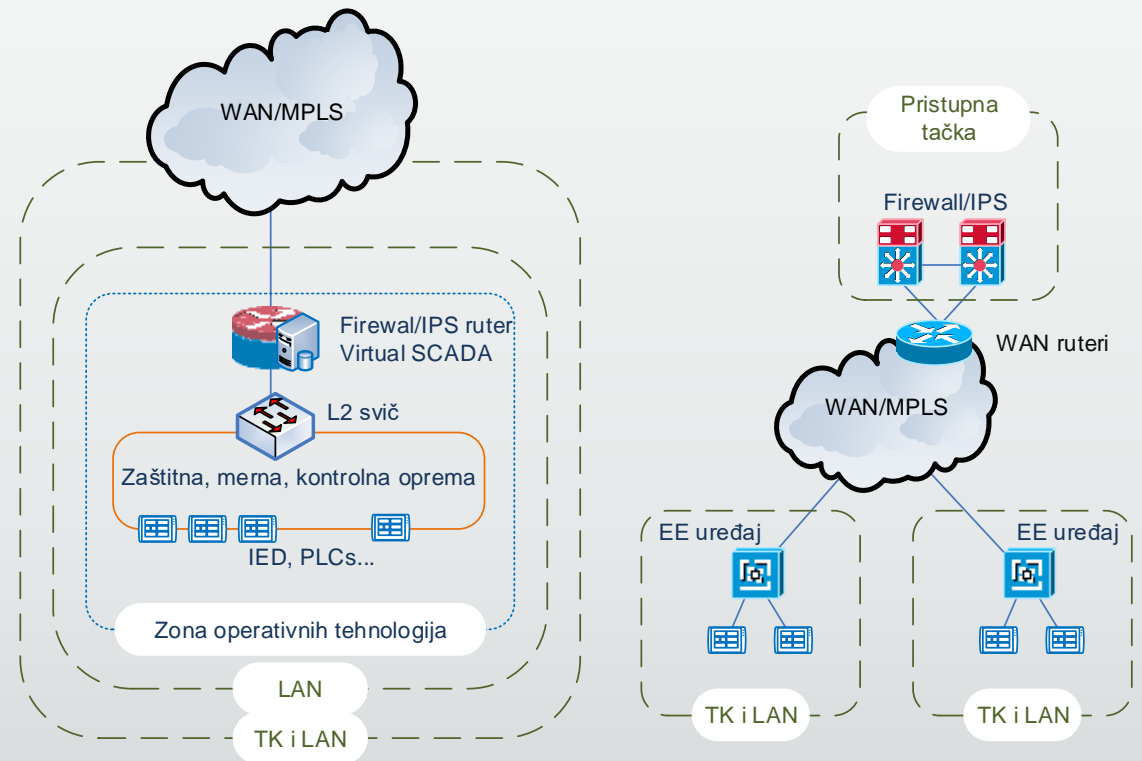 WAN/MPLS
Firewal/IPS ruter
Virtual SCADA
L2 svič
Zaštitna, merna, kontrolna oprema
IED, PLCs...
Zona operativnih tehnologija
LAN
TK i LAN
Pristupna
tačka
Firewall/IPS
WAN ruteri
WAN/MPLS
EE uređaj
EE uređaj
TK i LAN
TK i LAN